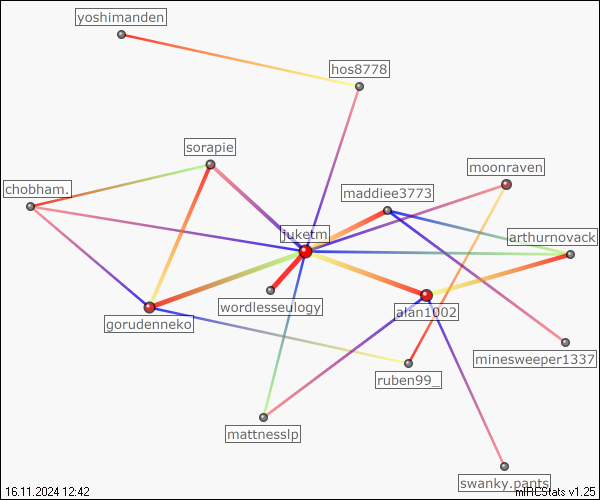 yoshimanden
hos8778
sorapie
moonraven
chobham.
maddiee3773
juketm
arthurnovack
wordlesseulogy
alan1002
gorudenneko
minesweeper1337
ruben99_
mattnesslp
swanky.pants
16.11.2024 12:42
mIRCStats v1.25